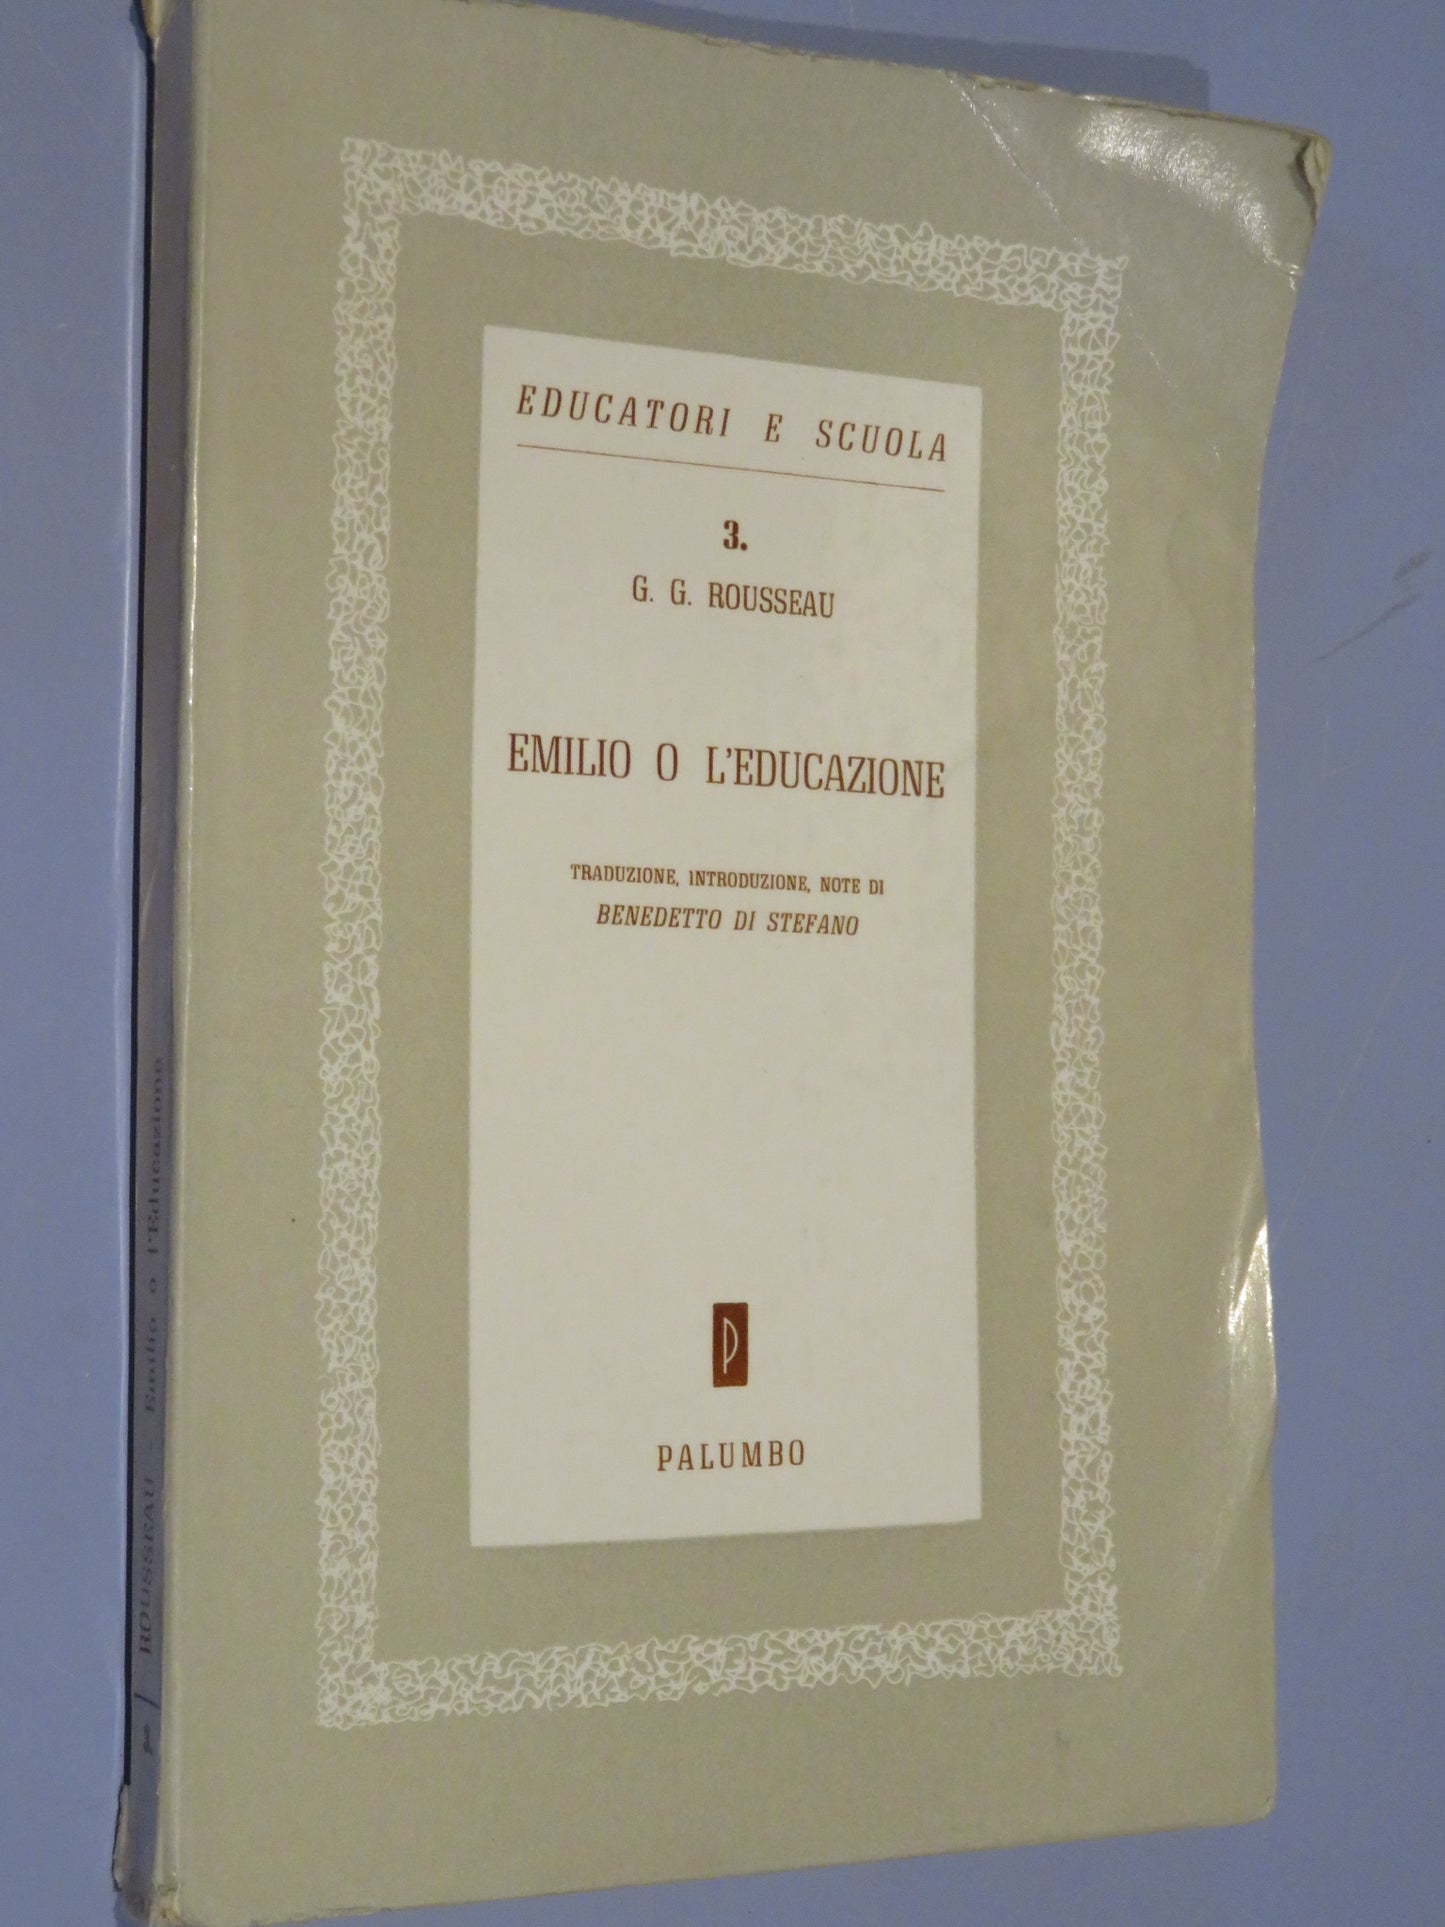 EDUCATORI E SCUOLA
3.
G. G. ROUSSEAU
EMILIO O L'EDUCAZIONE
TRADUZIONE, INTRODUZIONE, NOTE DI
BENEDETTO DI STEFANO
P
PALUMBO
ROUSSEAU - Emilio o l'Educazione